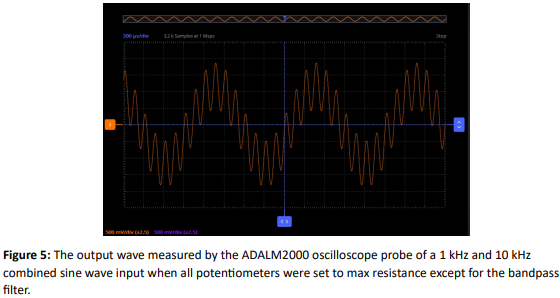 200 µs/div 3.2 k Samples at 1 Msps Stop
500 mV/div (±2.5) 500 mV/div (±2.5)
Figure 5: The output wave measured by the ADALM2000 oscilloscope probe of a 1 kHz and 10 kHz
combined sine wave input when all potentiometers were set to max resistance except for the bandpass
filter.